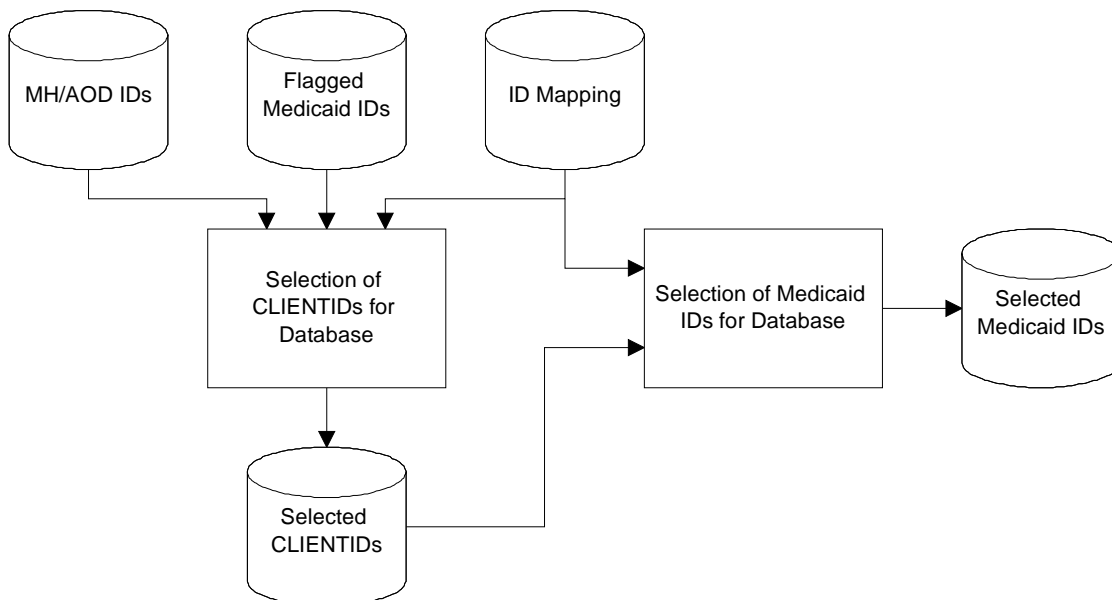 MH/AOD IDs
Flagged
Medicaid IDs
ID Mapping
Selection of
CLIENTIDs for
Database
Selection of Medicaid
IDs for Database
Selected
Medicaid IDs
Selected
CLIENTIDs